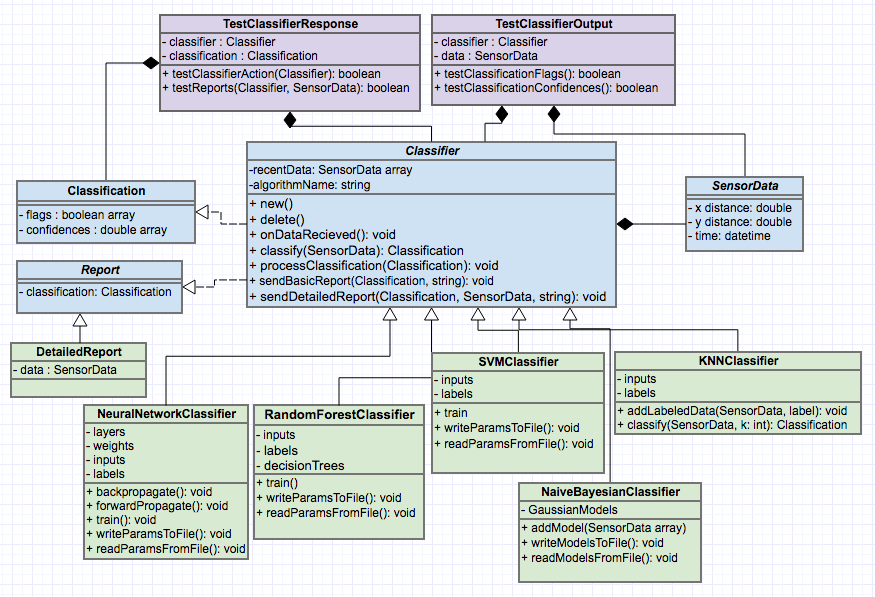 TestClassifierResponse
- classifier : Classifier
- classification : Classification
+ testClassifierAction(Classifier): boolean
+ testReports(Classifier, SensorData): boolean
TestClassifierOutput
- classifier : Classifier
- data : SensorData
+ testClassificationFlags(): boolean
+ testClassificationConfidences(): boolean
Classifier
-recentData: SensorData array
-algorithmName: string
+ new()
+ delete()
+ onDataRecieved(): void
+ classify(SensorData): Classification
+ processClassification(Classification): void
+ sendBasicReport(Classification, string): void
+ sendDetailedReport(Classification, SensorData, string): void
Classification
- flags : boolean array
- confidences : double array
SensorData
- x distance: double
- y distance: double
- time: datetime
Report
- classification: Classification
DetailedReport
- data : SensorData
NeuralNetworkClassifier
- layers
- weights
- inputs
- labels
+ backpropagate(): void
+ forwardPropagate(): void
+ train(): void
+ writeParamsToFile(): void
+ readParamsFromFile(): void
RandomForestClassifier
- inputs
- labels
- decisionTrees
+ train()
+ writeParamsToFile(): void
+ readParamsFromFile(): void
SVMClassifier
- inputs
- labels
+ train
+ writeParamsToFile(): void
+ readParamsFromFile(): void
KNNClassifier
- inputs
- labels
+ addLabeledData(SensorData, label): void
+ classify(SensorData, k: int): Classification
NaiveBayesianClassifier
- GaussianModels
+ addModel(SensorData array)
+ writeModelsToFile(): void
+ readModelsFromFile(): void